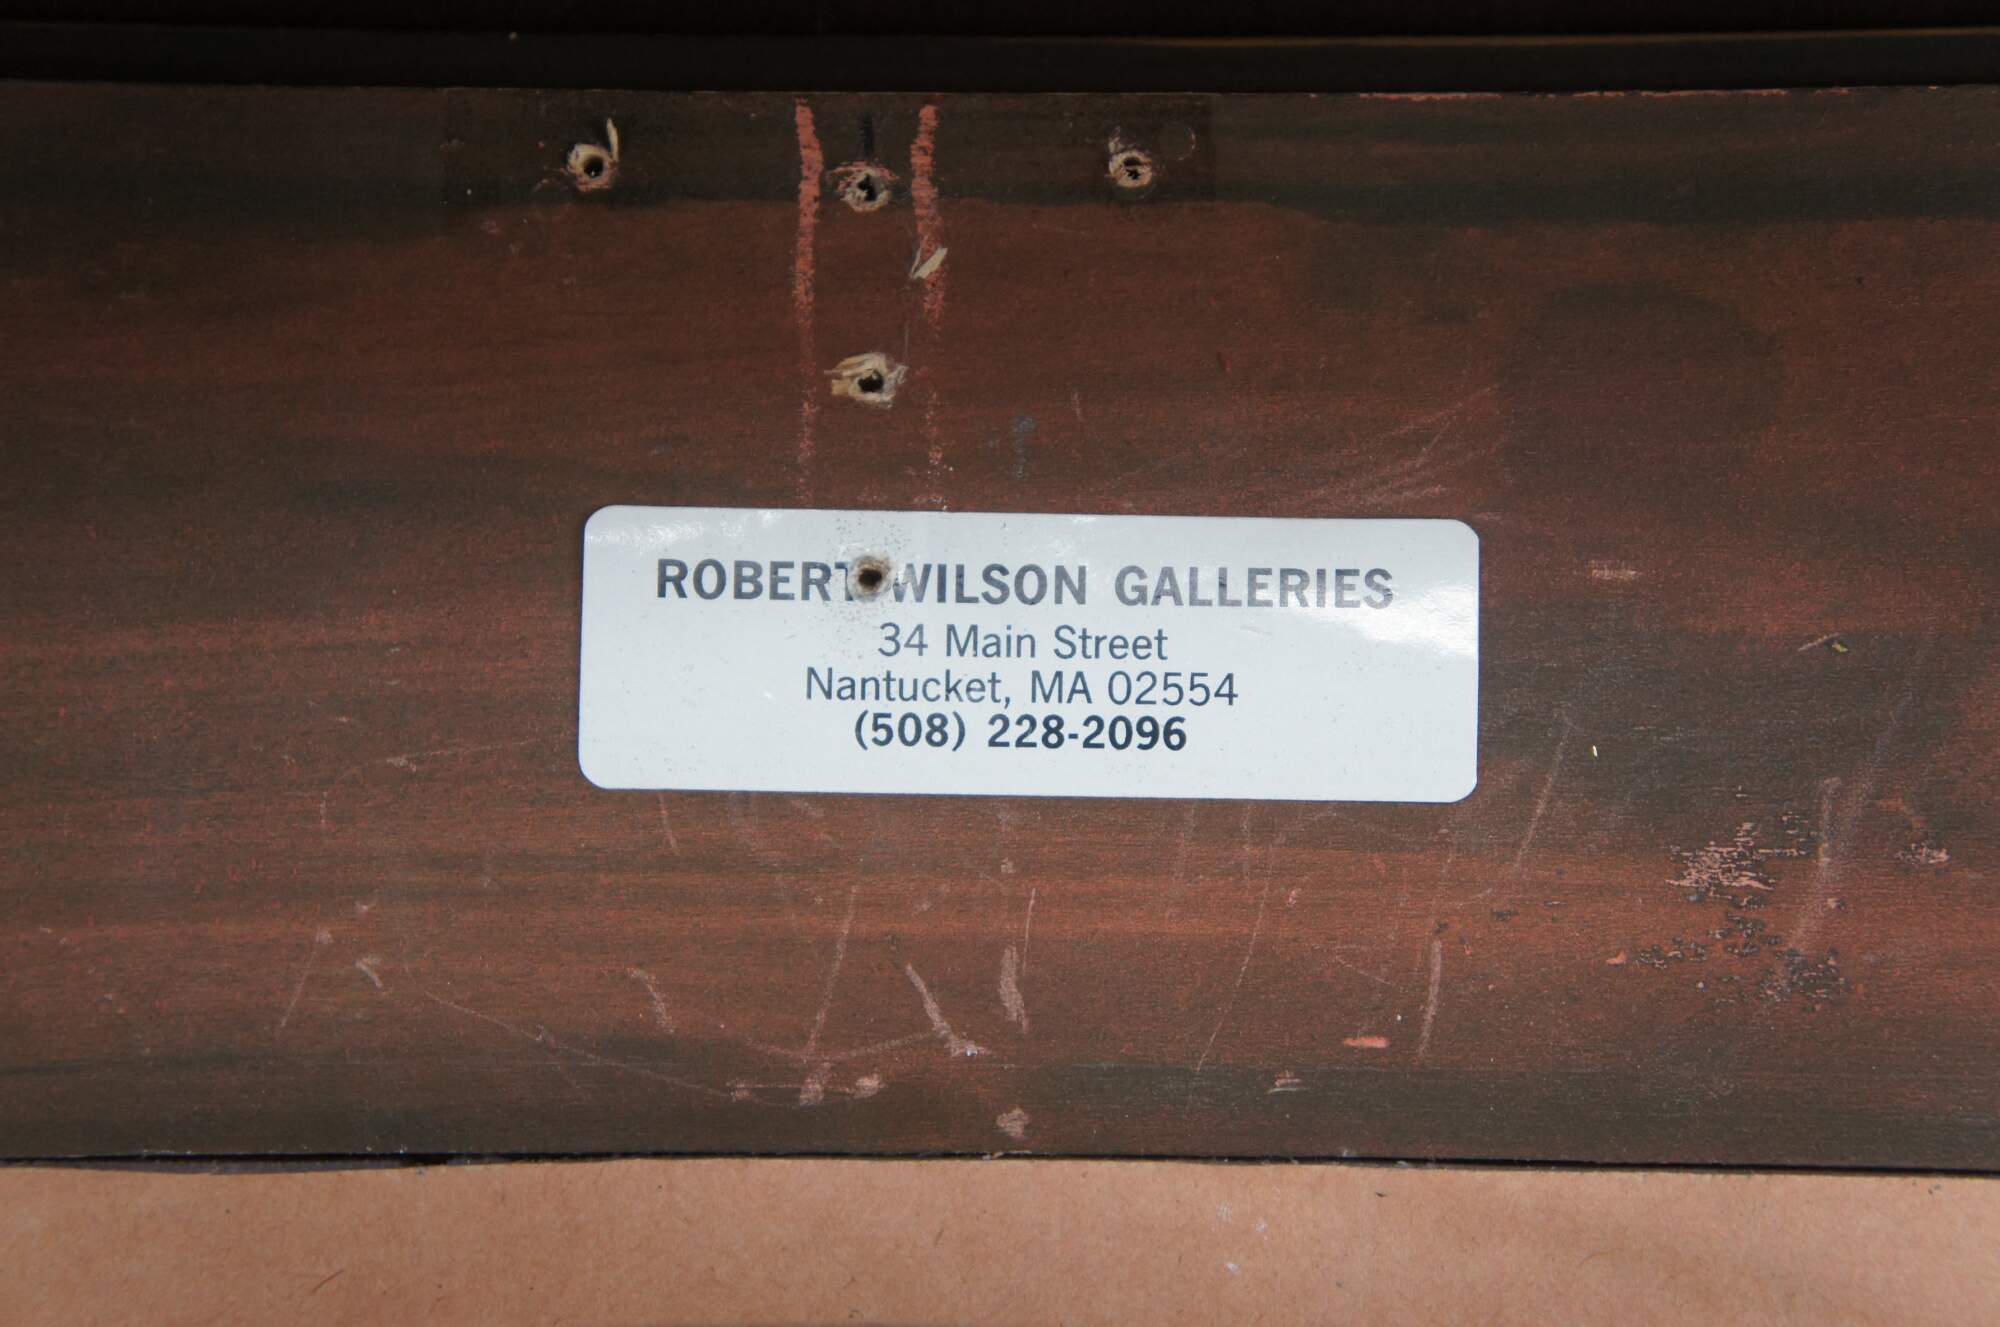 ROBERT WILSON GALLERIES
34 Main Street
Nantucket, MA 02554
(508) 228-2096